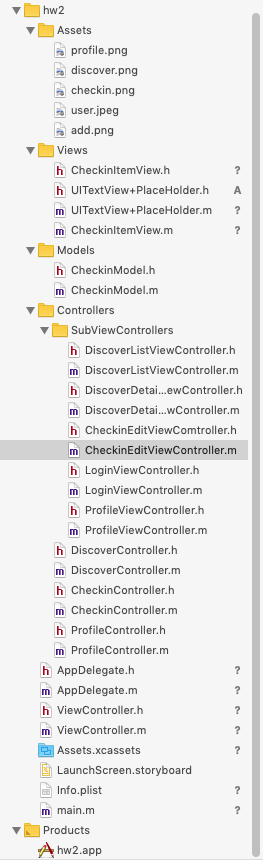 hw2
Assets
profile.png
discover.png
checkin.png
user.jpeg
add.png
Views
CheckinItemView.h ?
UITextView+PlaceHolder.h A
UITextView+PlaceHolder.m ?
CheckinItemView.m ?
Models
CheckinModel.h
CheckinModel.m
Controllers
SubViewControllers
DiscoverListViewController.h
DiscoverListViewController.m
DiscoverDetai...ewController.h
DiscoverDetai...wController.m
CheckinEditViewComtroller.h
CheckinEditViewController.m
LoginViewController.h
LoginViewController.m
ProfileViewController.h
ProfileViewController.m
DiscoverController.h
DiscoverController.m
CheckinController.h
CheckinController.m
ProfileController.h
ProfileController.m
AppDelegate.h ?
AppDelegate.m ?
ViewController.h ?
ViewController.m ?
Assets.xcassets ?
LaunchScreen.storyboard
Info.plist ?
main.m ?
Products
hw2.app